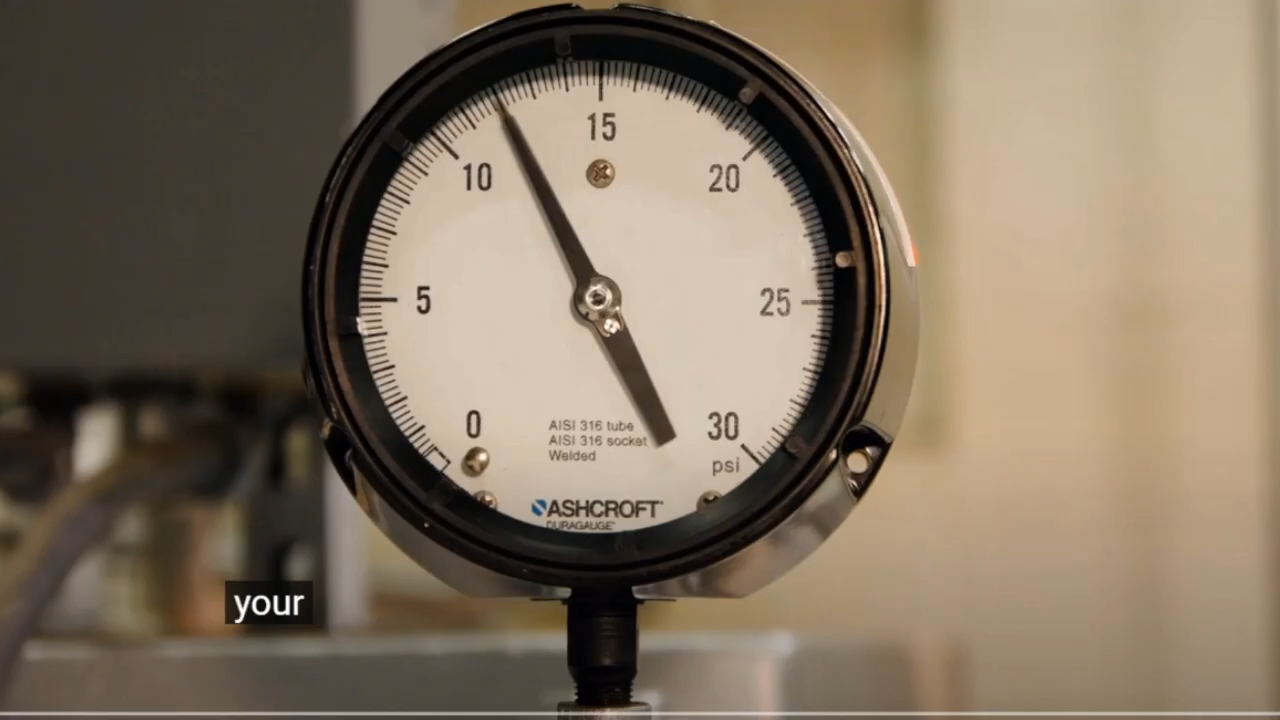 15
10
20
5
25
0
30
AISI 316 tube
AISI 316 socket
Welded
psi
ASHCROFT
DURAGAUGE
your